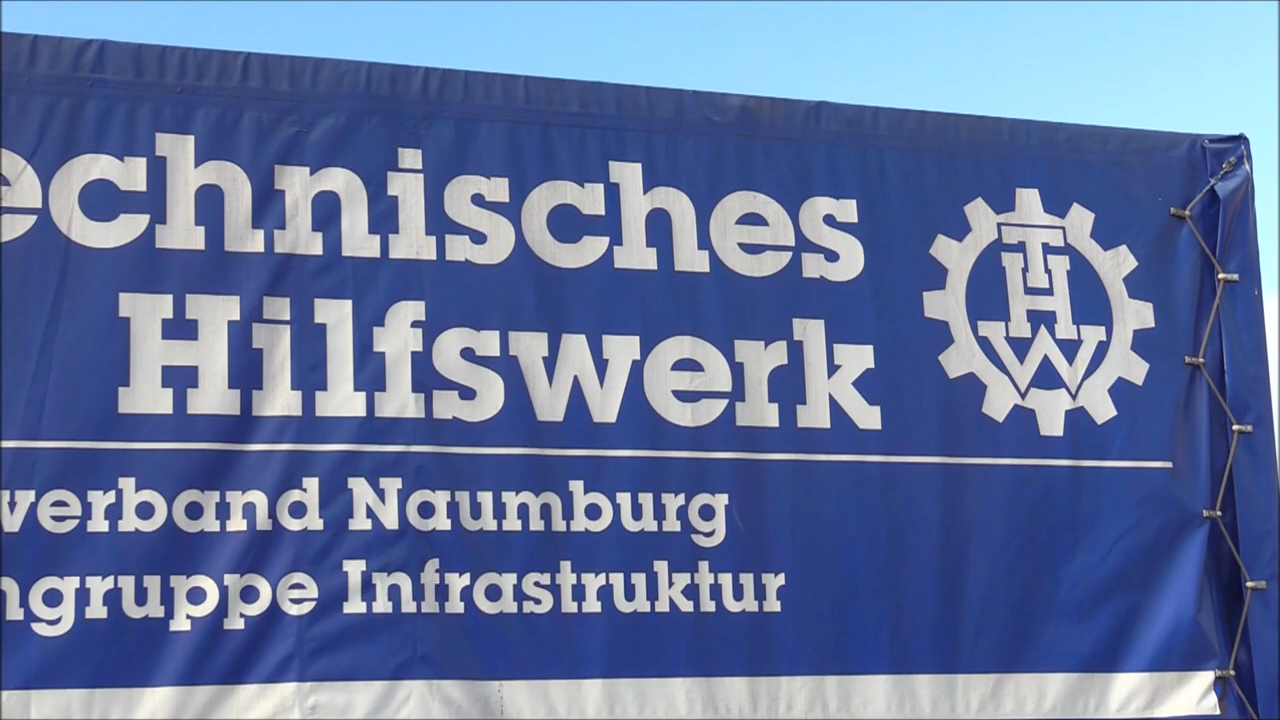 echnisches
Hilfswerk
THW
verband Naumburg
ngruppe Infrastruktur